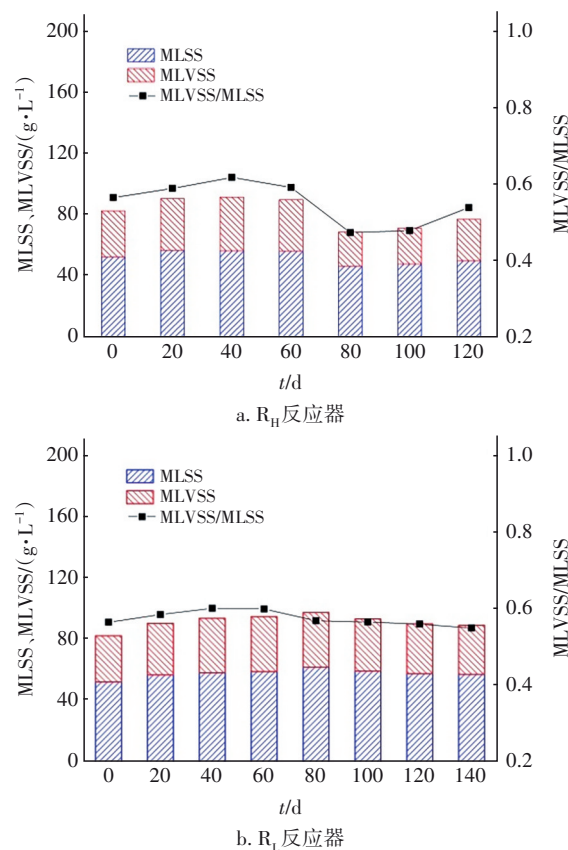 200
160
120
80
40
0
MLSS、MLVSS/(g·L⁻¹)
MLSS
MLVSS
MLVSS/MLSS
1.0
0.8
0.6
0.4
0.2
MLVSS/MLSS
0 20 40 60 80 100 120
t/d
a. R_H反应器
200
160
120
80
40
0
MLSS、MLVSS/(g·L⁻¹)
MLSS
MLVSS
MLVSS/MLSS
1.0
0.8
0.6
0.4
0.2
MLVSS/MLSS
0 20 40 60 80 100 120 140
t/d
b. R_L反应器